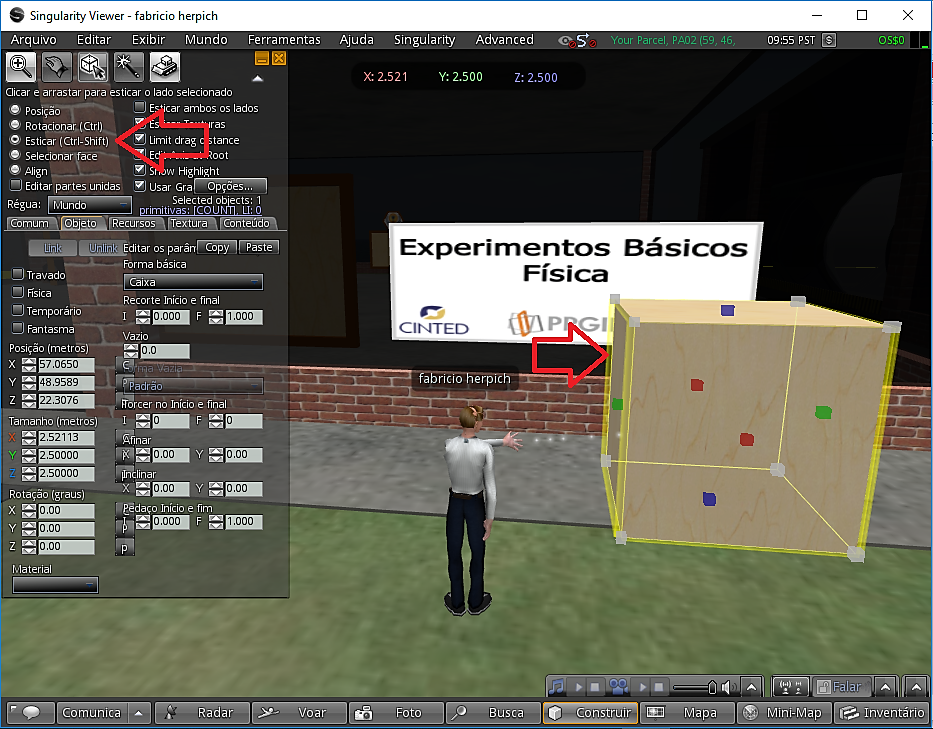 Singularity Viewer - fabricio herpich
Arquivo Editar Exibir Mundo Ferramentas Ajuda Singularity Advanced Your Parcel, PA02 (59, 46, 09:55 PST $ OS$0
X: 2.521 Y: 2.500 Z: 2.500
Clicar e arrastar para esticar o lado selecionado
Posição
Rotacionar (Ctrl)
Esticar (Ctrl-Shift)
Selecionar face
Align
Editar partes unidas
Esticar ambos os lados
Esticar Texturas
Limit drag distance
Edit Axis at Root
Show Highlight
Usar Gra Opções...
Régua: Mundo
Selected objects: 1
primitivas: [COUNT], LI: 0
Comum Objeto Recursos Textura Conteúdo
Link Unlink Editar os parâm Copy Paste
Forma básica
Caixa
Travado
Física
Temporário
Fantasma
Recorte Início e final
I 0.000 F 1.000
Vazio
0.0
Forma Vazia
Padrão
Posição (metros)
X 57.0650
Y 48.9589
Z 22.3076
Torcer no Início e final
I 0 F 0
Tamanho (metros)
X 2.52113
Y 2.50000
Z 2.50000
Afinar
X 0.00 Y 0.00
Inclinar
X 0.00 Y 0.00
Rotação (graus)
X 0.00
Y 0.00
Z 0.00
Pedaço Início e fim
I 0.000 F 1.000
P
p
Material
Experimentos Básicos
Física
CINTED PPGI
fabricio herpich
Falar
Comunica Radar Voar Foto Busca Construir Mapa Mini-Map Inventário